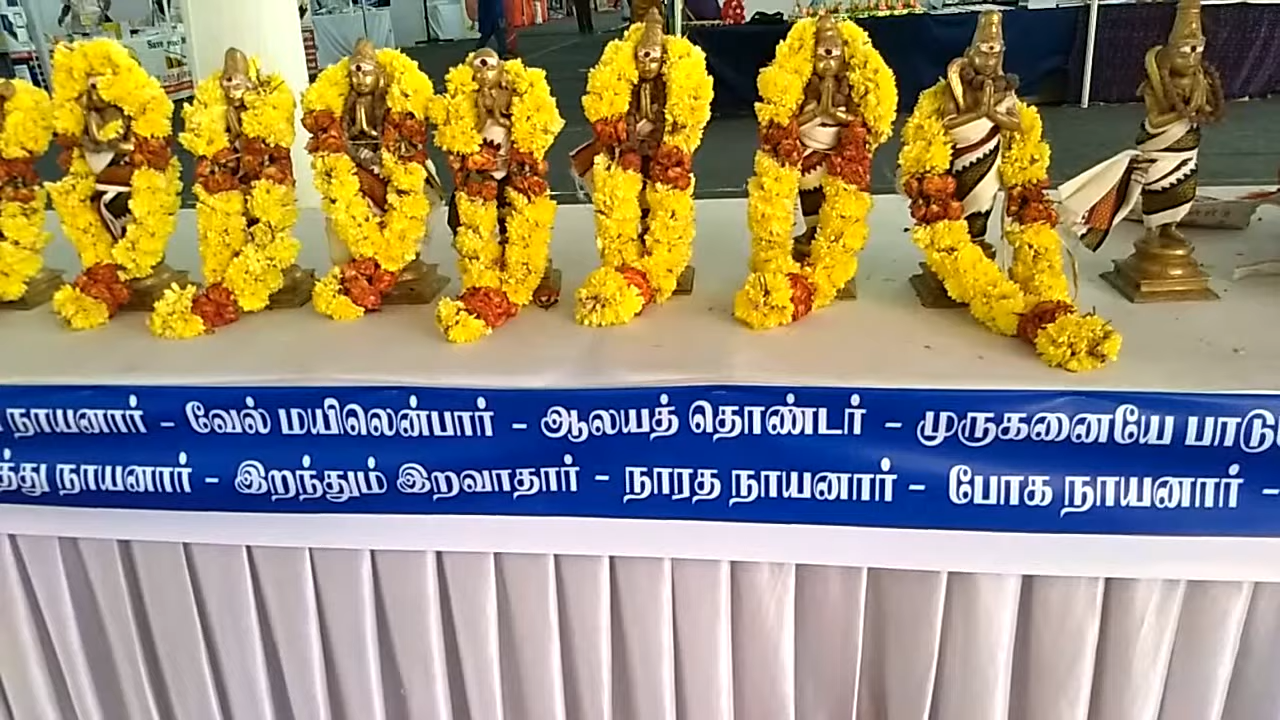 நாயனார் - வேல் மயிலென்பார் - ஆலயத் தொண்டர் - முருகனையே பாடு
த்து நாயனார் - இறந்தும் இறவாதார் - நாரத நாயனார் - போக நாயனார் -